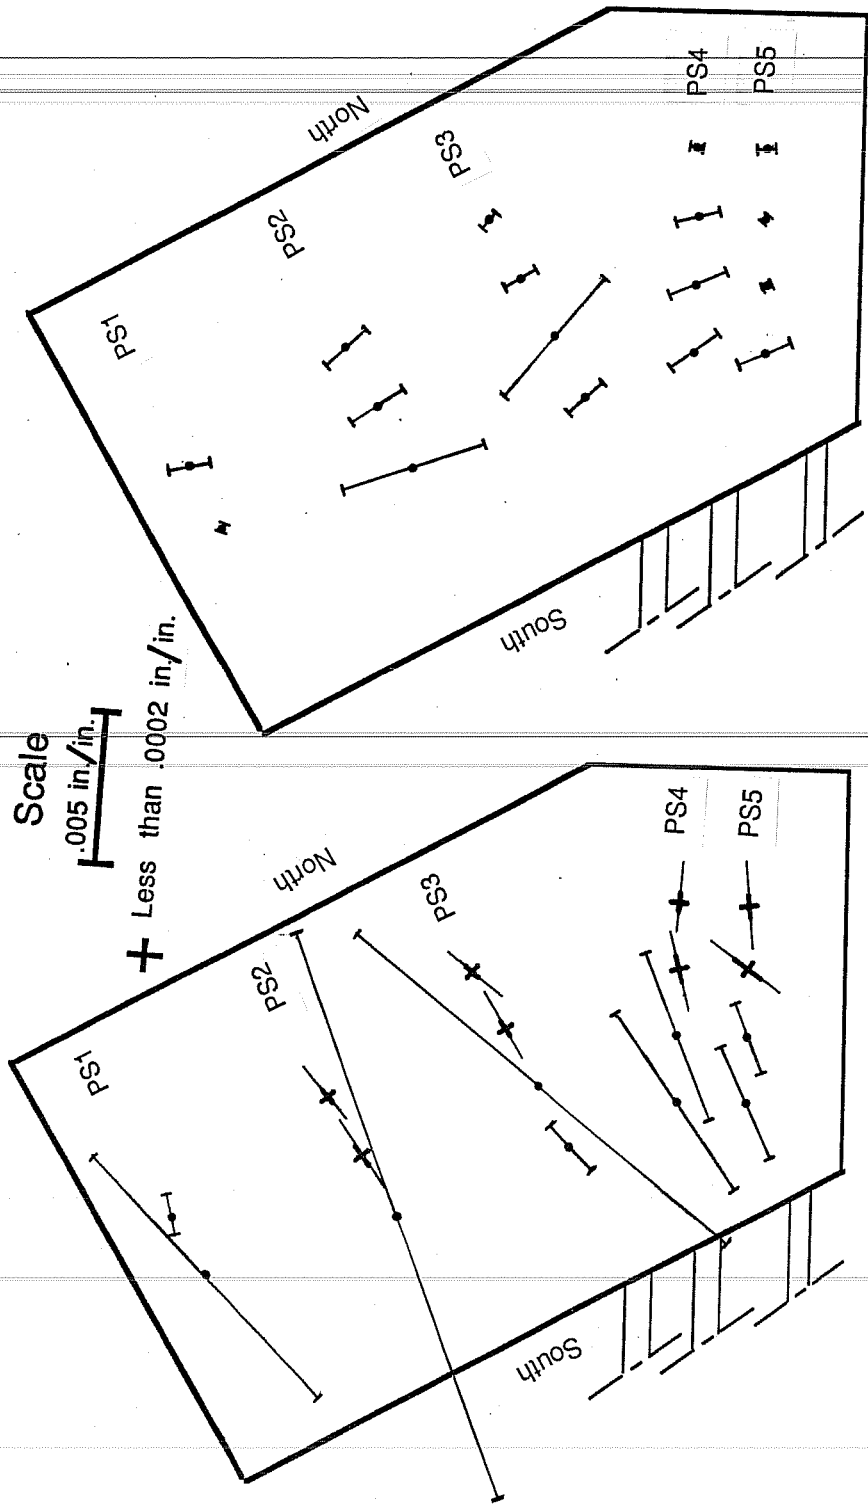 Scale
.005 in./in.
+ Less than .0002 in./in.
North
PS1
PS2
PS3
PS4
PS5
South
North
PS1
PS2
PS3
PS4
PS5
South